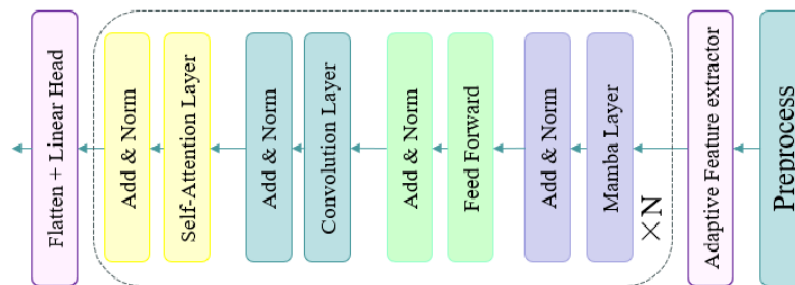 Flatten + Linear Head
Add & Norm
Self-Attention Layer
Add & Norm
Convolution Layer
Add & Norm
Feed Forward
Add & Norm
Mamba Layer
×N
Adaptive Feature extractor
Preprocess